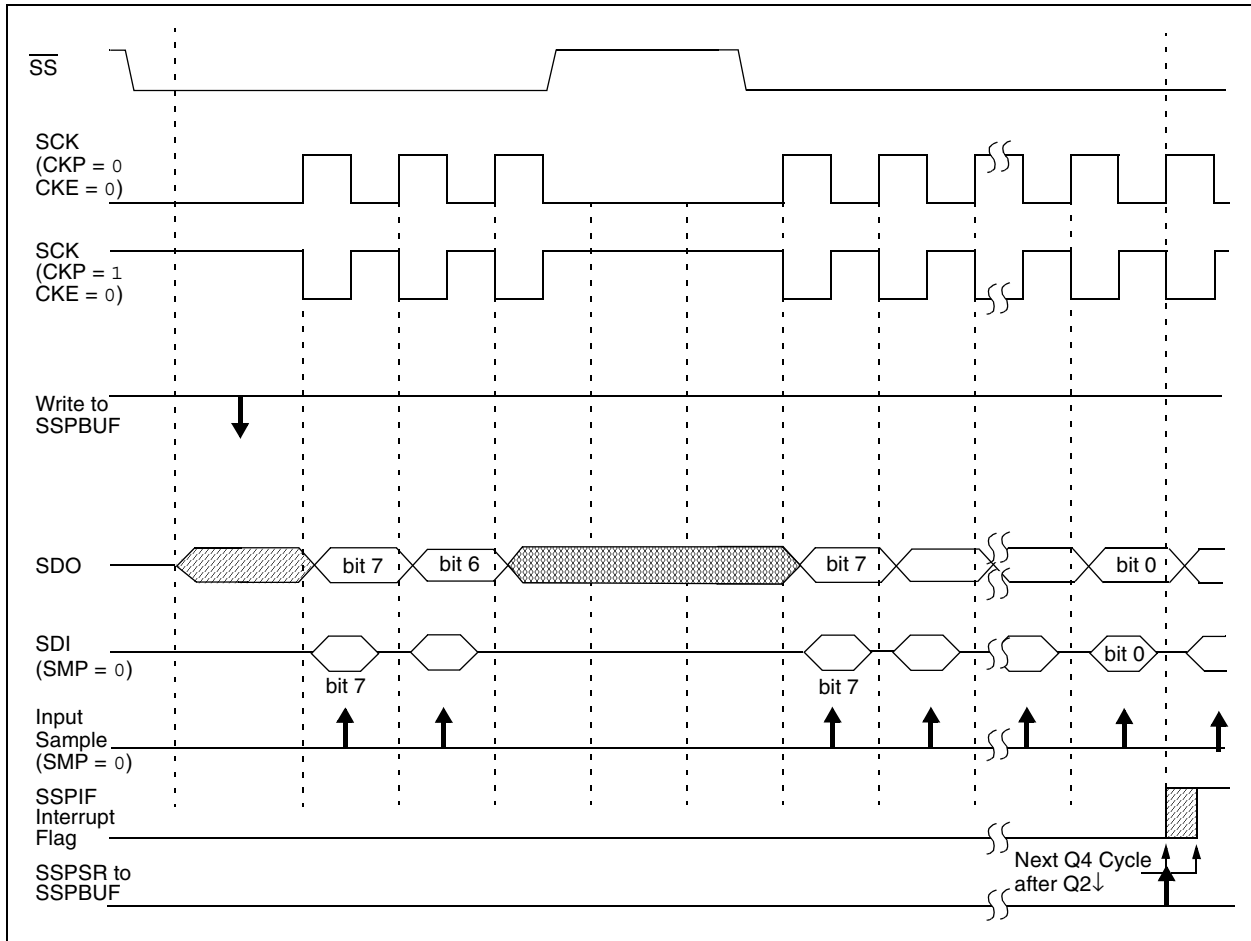 SS
SCK
(CKP = 0
CKE = 0)
SCK
(CKP = 1
CKE = 0)
Write to
SSPBUF
SDO
bit 7
bit 6
bit 7
bit 0
SDI
(SMP = 0)
bit 7
bit 7
bit 0
Input
Sample
(SMP = 0)
SSPIF
Interrupt
Flag
SSPSR to
SSPBUF
Next Q4 Cycle
after Q2↓